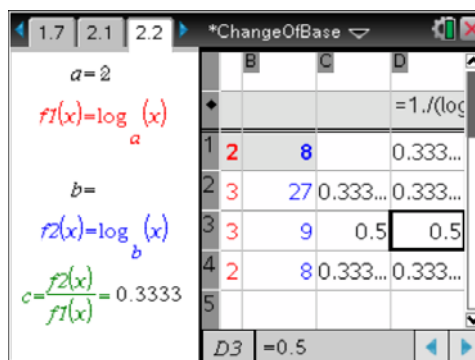 1.7 2.1 2.2 *ChangeOfBase
a=2
f1(x)=log a (x)
b=
f2(x)=log b (x)
c=f2(x)/f1(x)=0.3333
B C D
=1./(log
1 2 8 0.333...
2 3 27 0.333... 0.333...
3 3 9 0.5 0.5
4 2 8 0.333... 0.333...
5
D3 =0.5